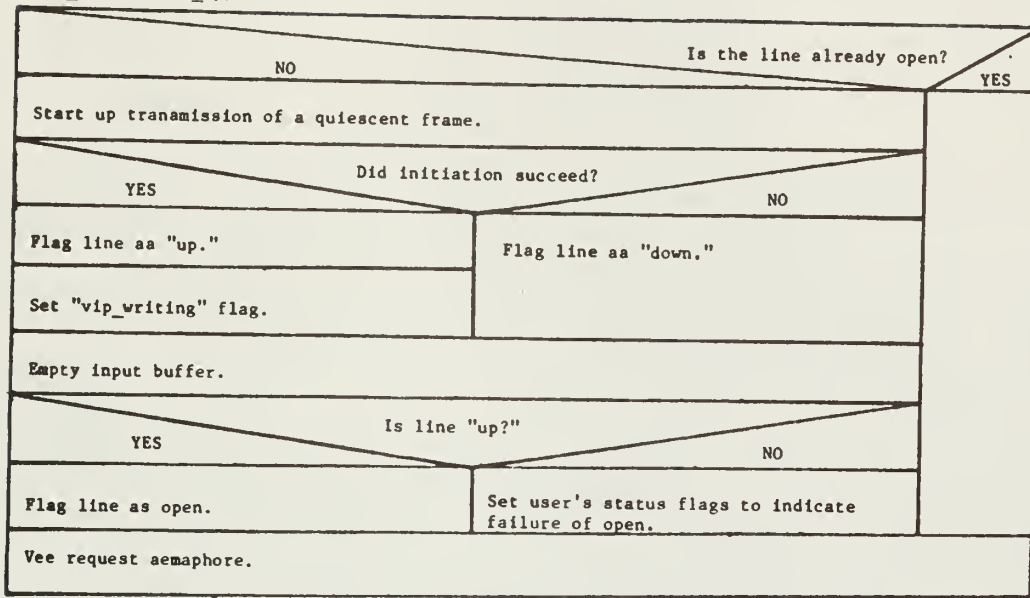 Is the line already open?
NO
YES
Start up tranamission of a quiescent frame.
Did initiation succeed?
YES
NO
Flag line aa "up."
Flag line aa "down."
Set "vip_writing" flag.
Empty input buffer.
Is line "up?"
YES
NO
Flag line as open.
Set user's status flags to indicate
failure of open.
Vee request aemaphore.